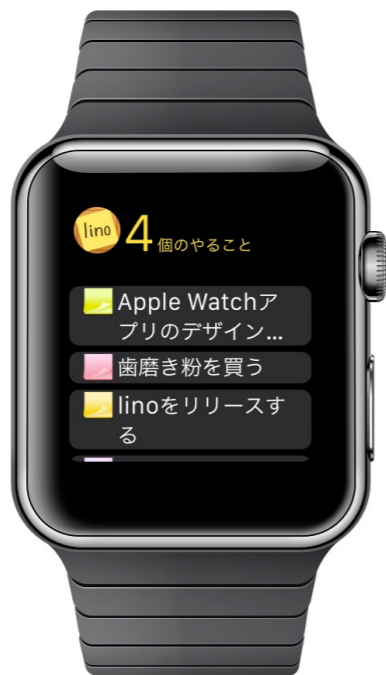 lino
4個のやること
Apple Watchア
プリのデザイン...
歯磨き粉を買う
linoをリリースす
る